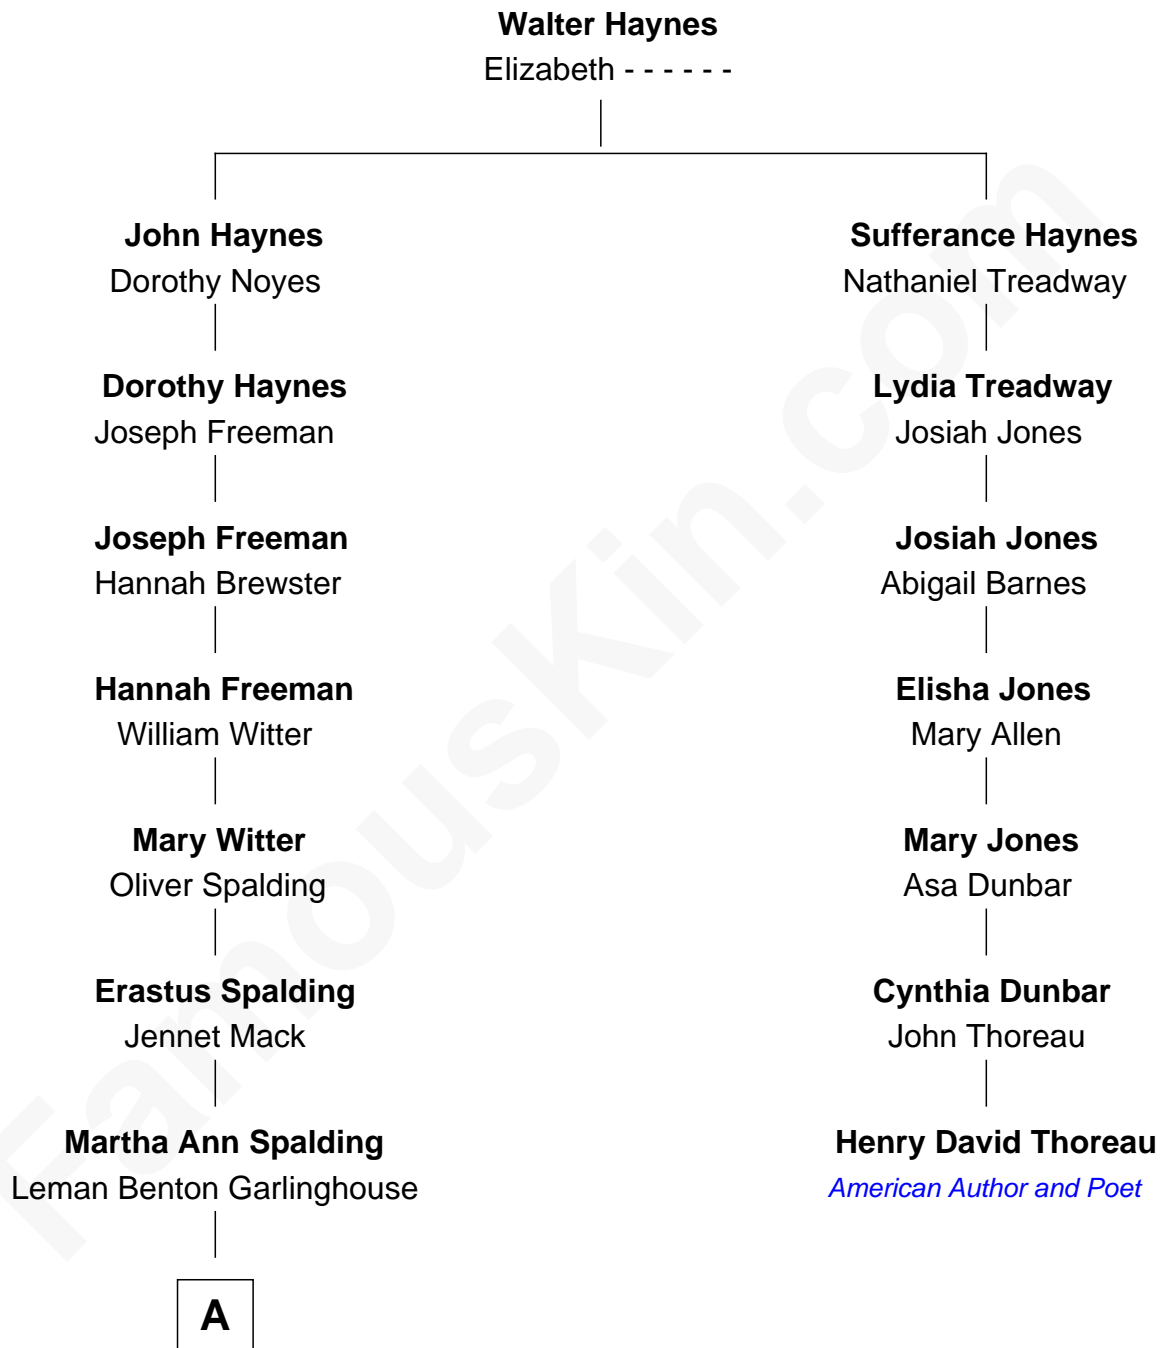 Walter Haynes
Elizabeth - - - - - -
John Haynes
Dorothy Noyes
Sufferance Haynes
Nathaniel Treadway
Dorothy Haynes
Joseph Freeman
Lydia Treadway
Josiah Jones
Joseph Freeman
Hannah Brewster
Josiah Jones
Abigail Barnes
Hannah Freeman
William Witter
Elisha Jones
Mary Allen
Mary Witter
Oliver Spalding
Mary Jones
Asa Dunbar
Erastus Spalding
Jennet Mack
Cynthia Dunbar
John Thoreau
Martha Ann Spalding
Leman Benton Garlinghouse
Henry David Thoreau
American Author and Poet
A
FamousKin.com